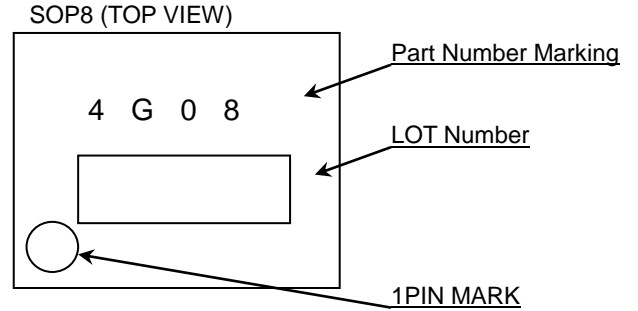 SOP8 (TOP VIEW)
Part Number Marking
4 G 0 8
LOT Number
1PIN MARK